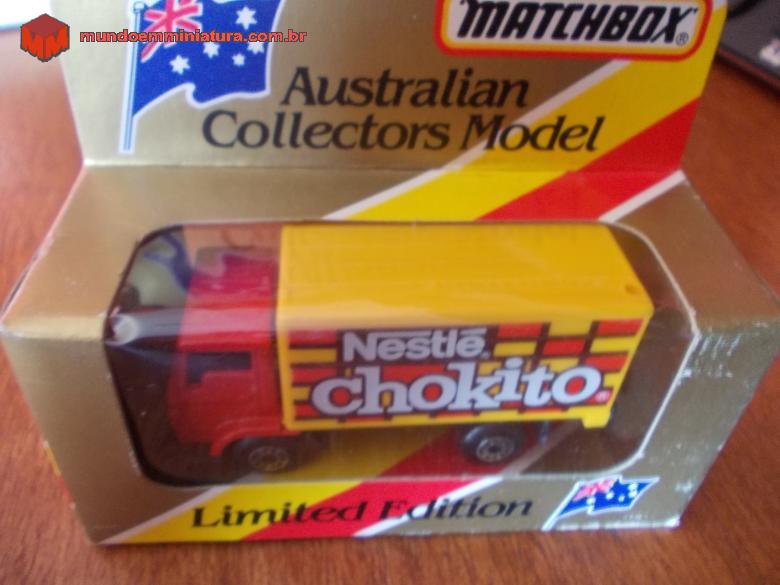 mundoemminiatura.com.br
MATCHBOX®
Australian
Collectors Model
Nestlé®
chokito®
Limited Edition